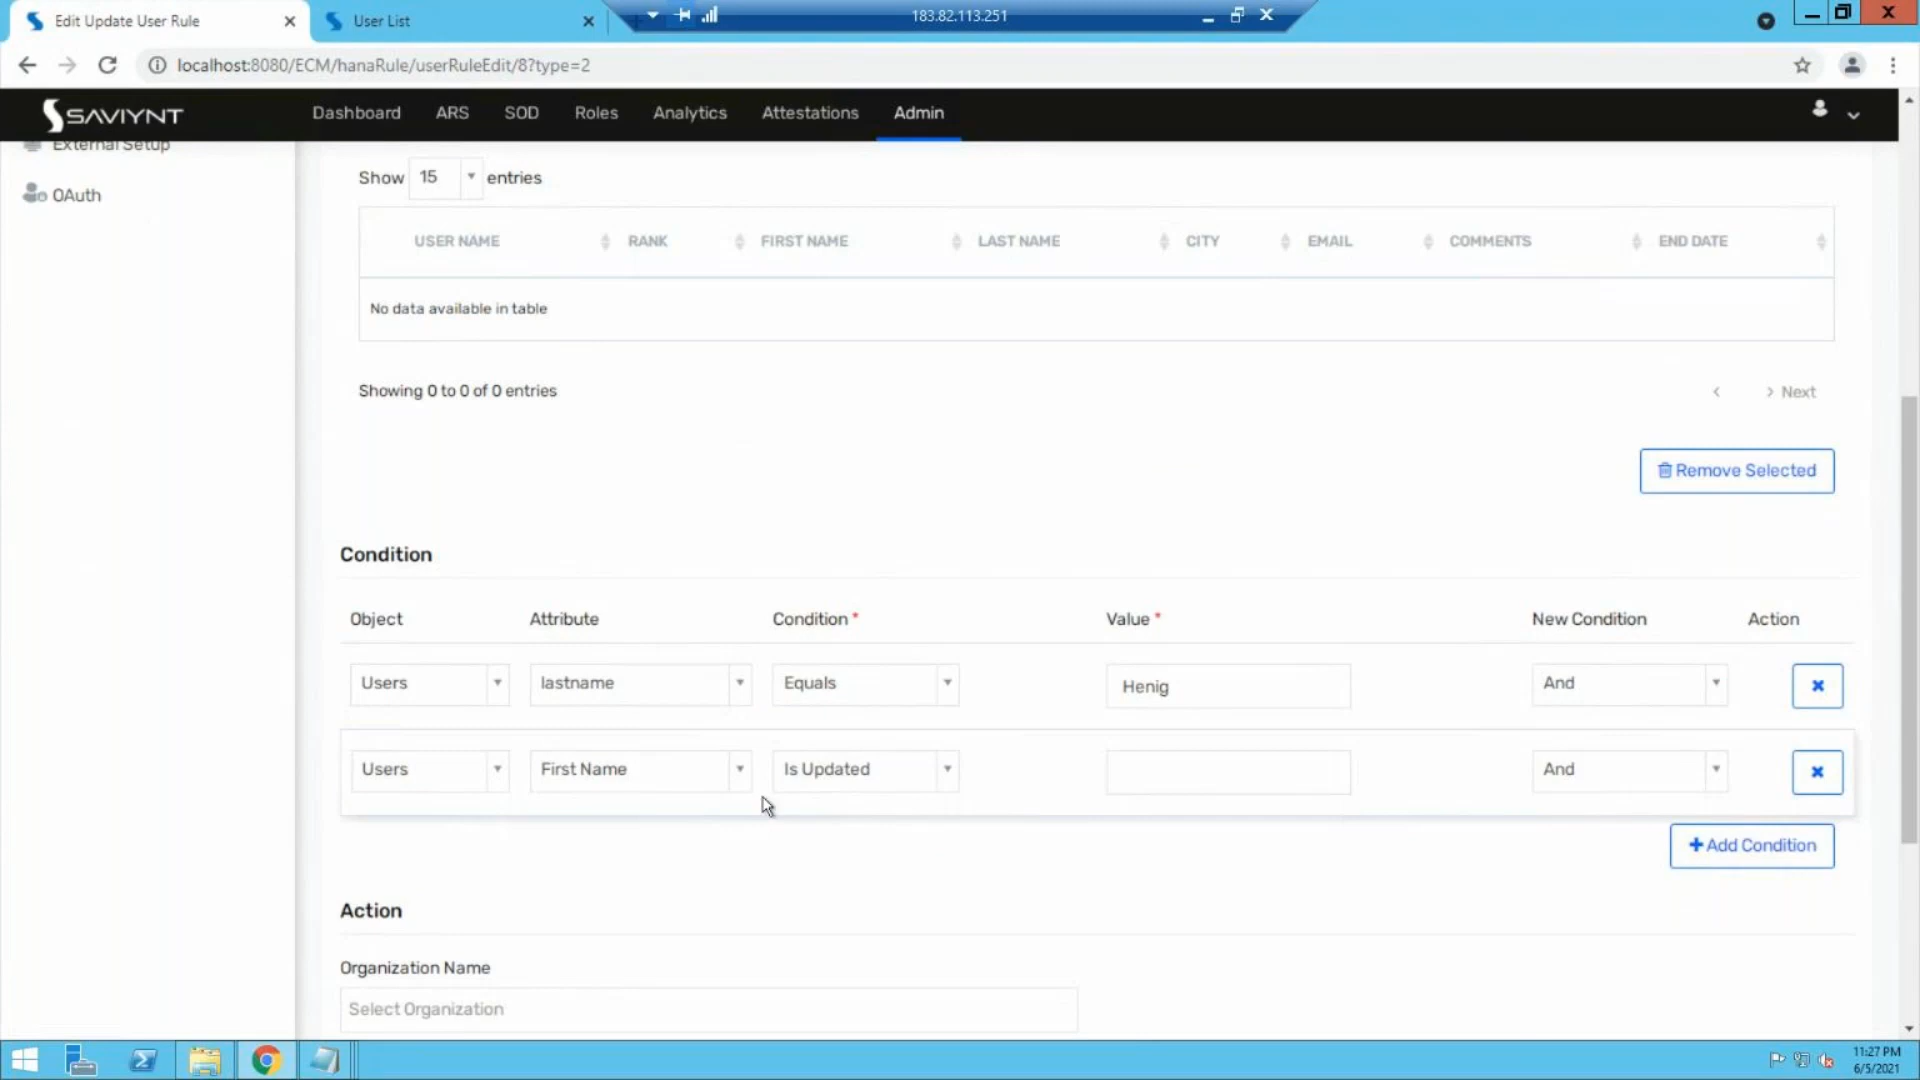 Edit Update User Rule
User List
183.82.113.251
localhost:8080/ECM/hanaRule/userRuleEdit/8?type=2
SAVIYNT
Dashboard ARS SOD Roles Analytics Attestations Admin
External Setup
OAuth
Show 15 entries
USER NAME RANK FIRST NAME LAST NAME CITY EMAIL COMMENTS END DATE
No data available in table
Showing 0 to 0 of 0 entries
Next
Remove Selected
Condition
Object Attribute Condition * Value * New Condition Action
Users lastname Equals Henig And
Users First Name Is Updated And
Add Condition
Action
Organization Name
Select Organization
11:27 PM
6/5/2021